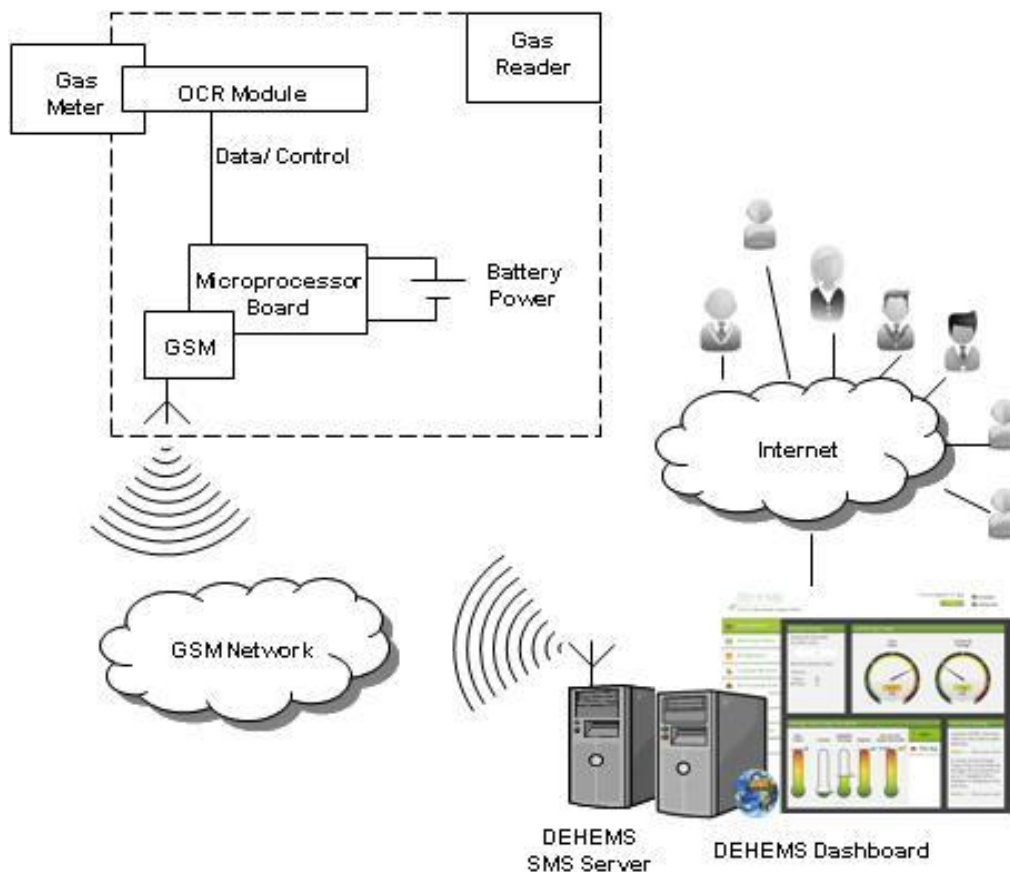 Gas
Reader
Gas
Meter
OCR Module
Data/ Control
Microprocessor
Board
Battery
Power
GSM
Internet
GSM Network
DEHEMS
SMS Server
DEHEMS Dashboard